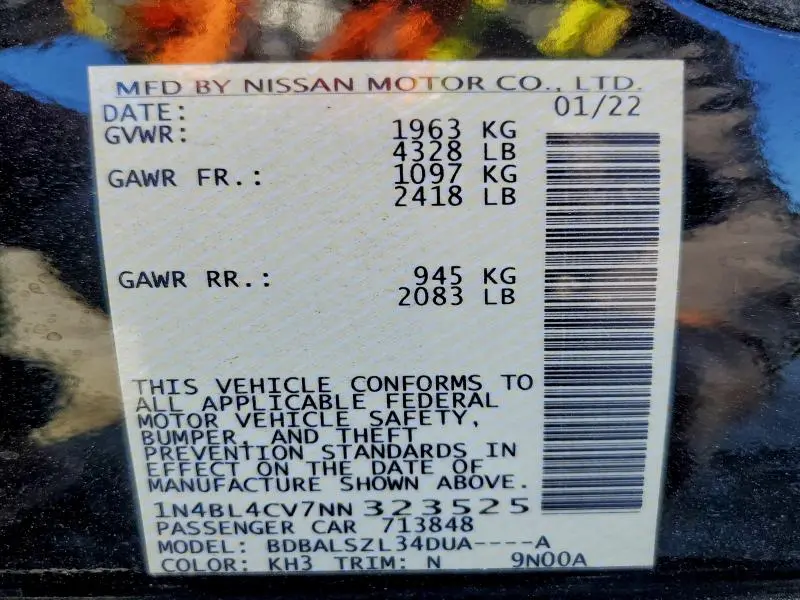 MFD BY NISSAN MOTOR CO., LTD.
DATE: 01/22
GVWR: 1963 KG
4328 LB
GAWR FR.: 1097 KG
2418 LB
GAWR RR.: 945 KG
2083 LB
THIS VEHICLE CONFORMS TO
ALL APPLICABLE FEDERAL
MOTOR VEHICLE SAFETY,
BUMPER, AND THEFT
PREVENTION STANDARDS IN
EFFECT ON THE DATE OF
MANUFACTURE SHOWN ABOVE.
1N4BL4CV7NN 323525
PASSENGER CAR 713848
MODEL: BDBALSZL34DUA----A
COLOR: KH3 TRIM: N 9N00A